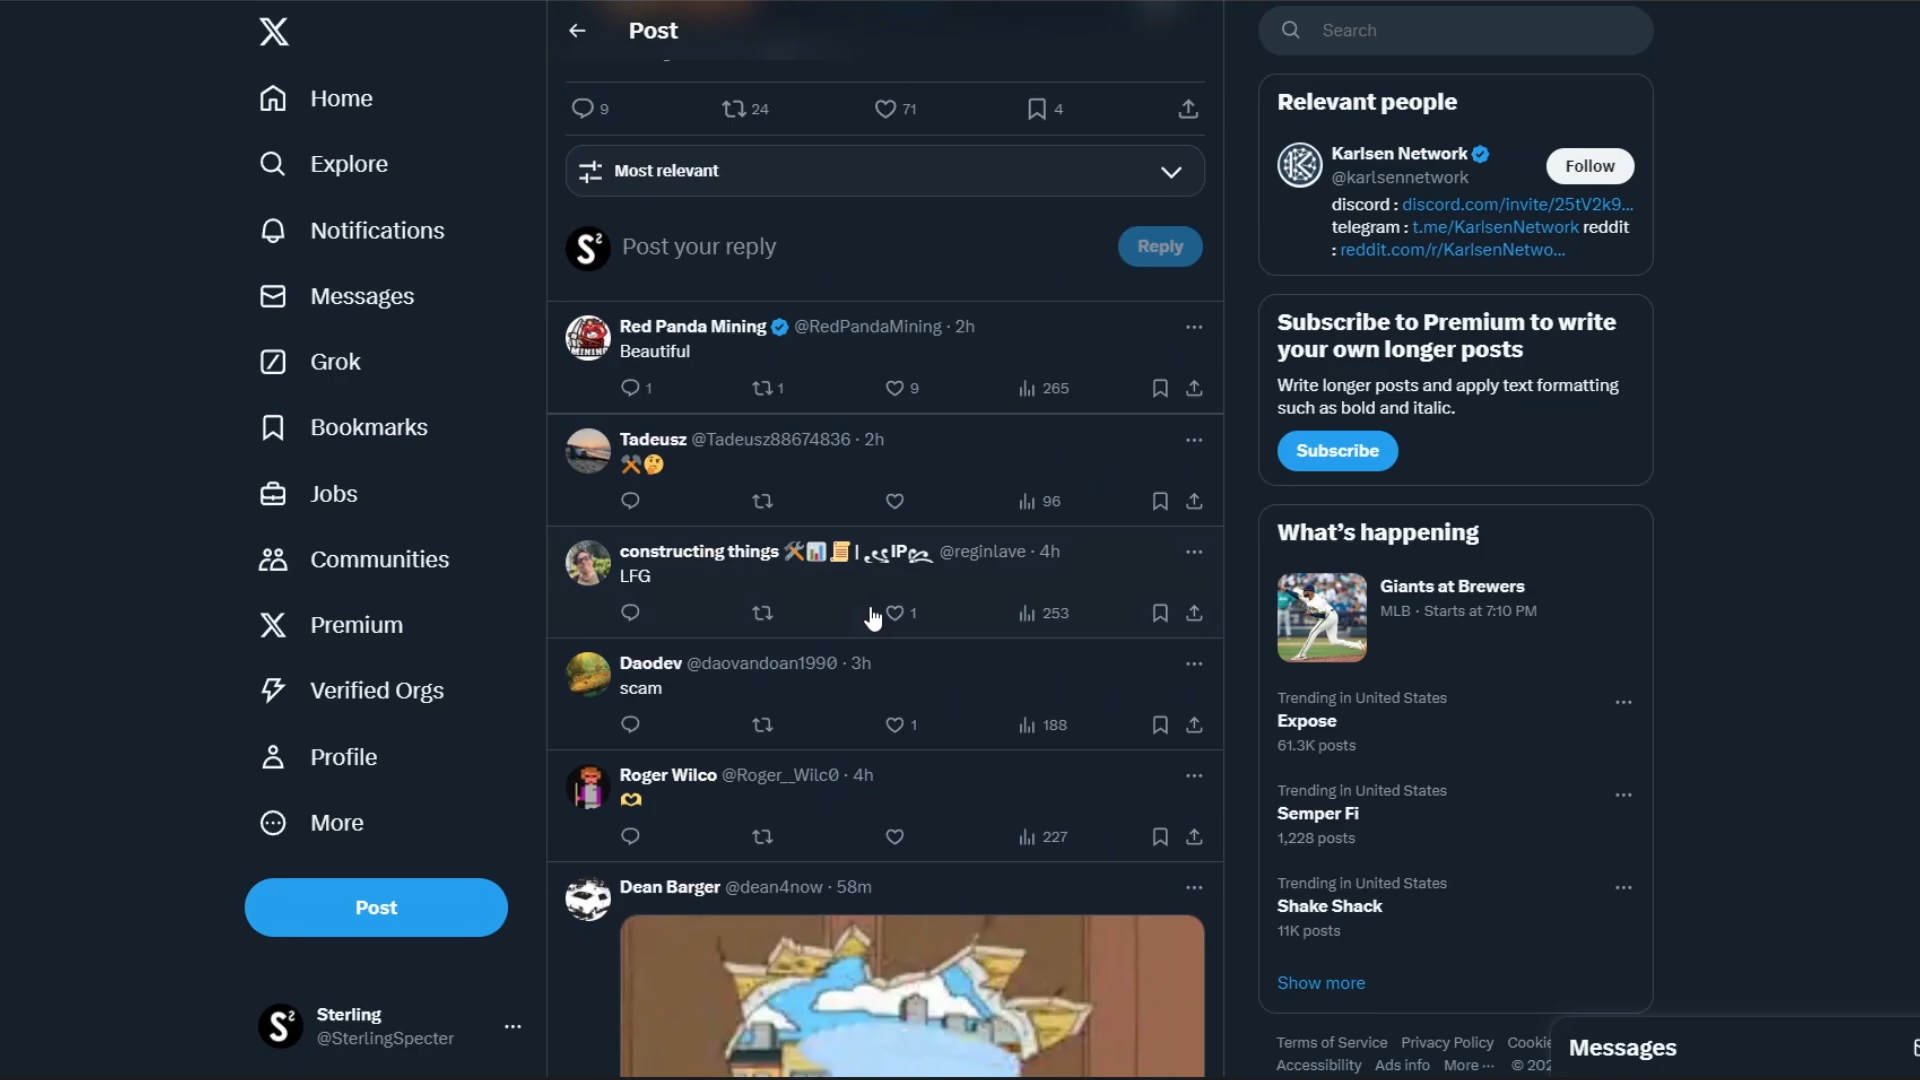 Home
Explore
Notifications
Messages
Grok
Bookmarks
Jobs
Communities
Premium
Verified Orgs
Profile
More
Post
Sterling
@SterlingSpecter
Post
9 24 71 4
Most relevant
Post your reply
Reply
Red Panda Mining @RedPandaMining · 2h
Beautiful
1 1 9 265
Tadeusz @Tadeusz88674836 · 2h
⚒️🤔
96
constructing things 🛠️📊📜 | IP @reginlave · 4h
LFG
1 253
Daodev @daovandoan1990 · 3h
scam
1 188
Roger Wilco @Roger__Wilc0 · 4h
🫶
227
Dean Barger @dean4now · 58m
Search
Relevant people
Karlsen Network
@karlsennetwork
Follow
discord : discord.com/invite/25tV2k9...
telegram : t.me/KarlsenNetwork reddit
: reddit.com/r/KarlsenNetwo...
Subscribe to Premium to write
your own longer posts
Write longer posts and apply text formatting
such as bold and italic.
Subscribe
What's happening
Giants at Brewers
MLB · Starts at 7:10 PM
Trending in United States
Expose
61.3K posts
Trending in United States
Semper Fi
1,228 posts
Trending in United States
Shake Shack
11K posts
Show more
Terms of Service Privacy Policy Cookie
Accessibility Ads info More ··· © 202
Messages